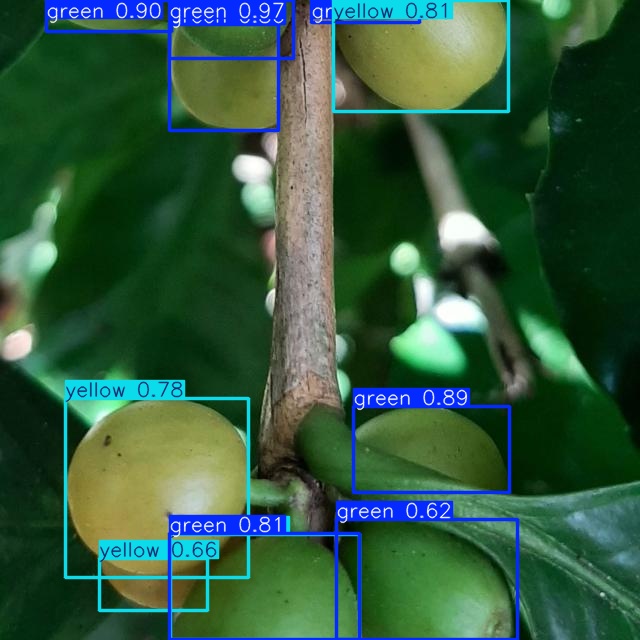 green 0.90
green 0.97
gr
yellow 0.81
yellow 0.78
green 0.89
green 0.81
green 0.62
yellow 0.66